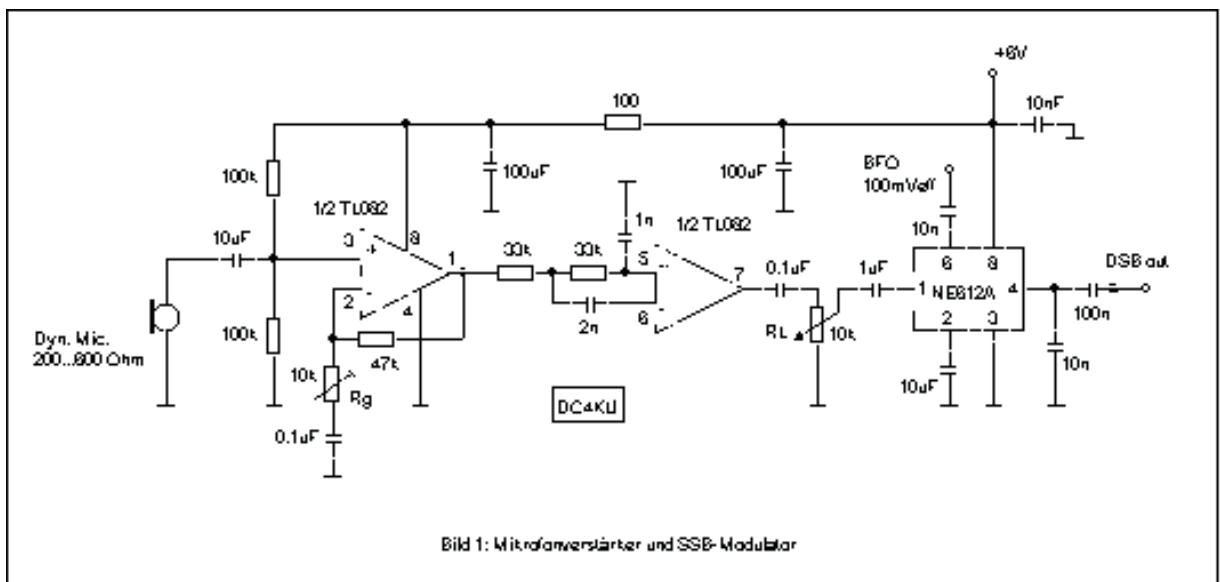 +6V
100
10nF
100k
100uF
100uF
BFO
100mVeff
1/2 TL082
1/2 TL082
10uF
3
+
8
1
33k
33k
1n
5
7
0.1uF
1uF
10n
6
8
DSB out
1
NE612A
4
2
-
4
2n
6
2
3
100n
Dyn. Mic.
200...600 Ohm
100k
47k
RL
10k
10n
10k
Rg
DC4KU
10uF
0.1uF
Bild 1: Mikrofonverstärker und SSB-Modulator